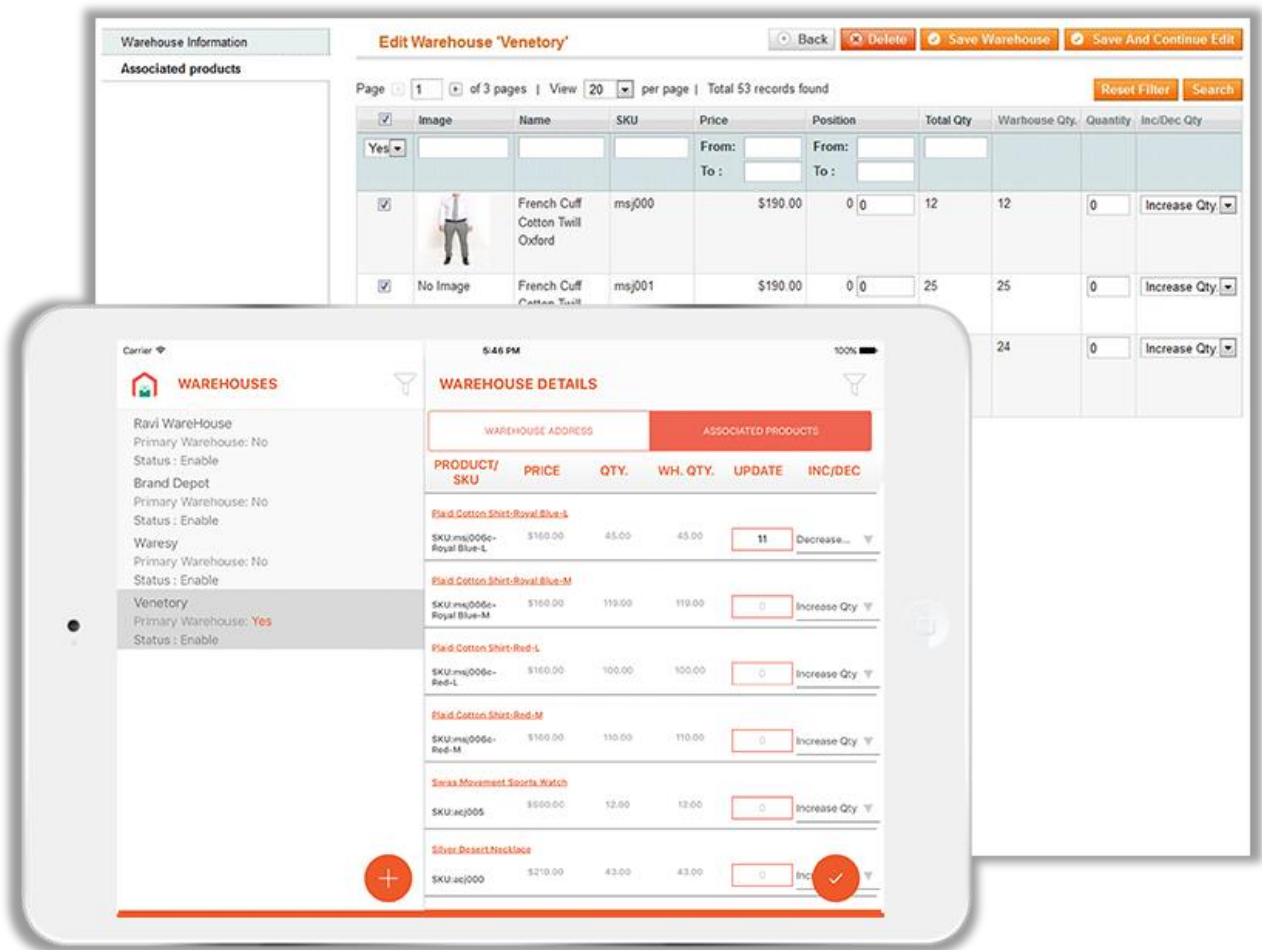 Warehouse Information
Associated products
Edit Warehouse 'Venetory'
Back Delete Save Warehouse Save And Continue Edit
Page 1 of 3 pages | View 20 per page | Total 53 records found
Reset Filter Search
Image Name SKU Price Position Total Qty Warhouse Qty. Quantity Inc/Dec Qty
Yes From: From:
To : To :
French Cuff msj000 $190.00 0 0 12 12 0 Increase Qty.
Cotton Twill
Oxford
No Image French Cuff msj001 $190.00 0 0 25 25 0 Increase Qty.
Cotton Twill
24 0 Increase Qty.
Carrier 5:46 PM 100%
WAREHOUSES
Ravi WareHouse
Primary Warehouse: No
Status : Enable
Brand Depot
Primary Warehouse: No
Status : Enable
Waresy
Primary Warehouse: No
Status : Enable
Venetory
Primary Warehouse: Yes
Status : Enable
WAREHOUSE DETAILS
WAREHOUSE ADDRESS ASSOCIATED PRODUCTS
PRODUCT/ PRICE QTY. WH. QTY. UPDATE INC/DEC
SKU
Plaid Cotton Shirt-Royal Blue-L
SKU:msj006c- $160.00 45.00 45.00 11 Decrease...
Royal Blue-L
Plaid Cotton Shirt-Royal Blue-M
SKU:msj006c- $160.00 119.00 119.00 0 Increase Qty
Royal Blue-M
Plaid Cotton Shirt-Red-L
SKU:msj006c- $160.00 100.00 100.00 0 Increase Qty
Red-L
Plaid Cotton Shirt-Red-M
SKU:msj006c- $160.00 110.00 110.00 0 Increase Qty
Red-M
Swiss Movement Sports Watch
SKU:acj005 $500.00 12.00 12.00 0 Increase Qty
Silver Desert Necklace
SKU:acj000 $210.00 43.00 43.00 0 Inc